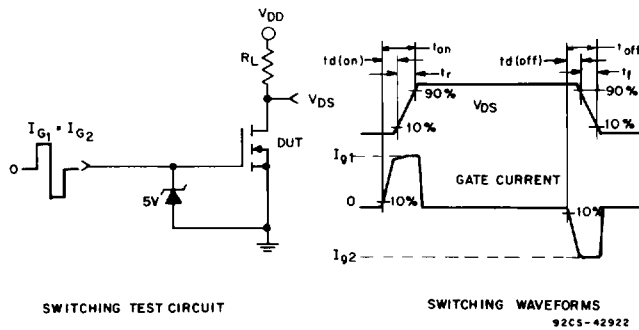 VDD
RL
VDS
IG1 = IG2
0
DUT
5V
SWITCHING TEST CIRCUIT
ton
toff
td(on)
td(off)
tr
tf
90%
VDS
90%
10%
10%
Ig1
GATE CURRENT
0
10%
10%
Ig2
SWITCHING WAVEFORMS
92CS-42922